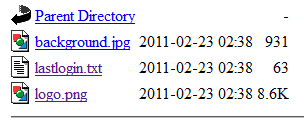 Parent Directory -
background.jpg 2011-02-23 02:38 931
lastlogin.txt 2011-02-23 02:38 63
logo.png 2011-02-23 02:38 8.6K